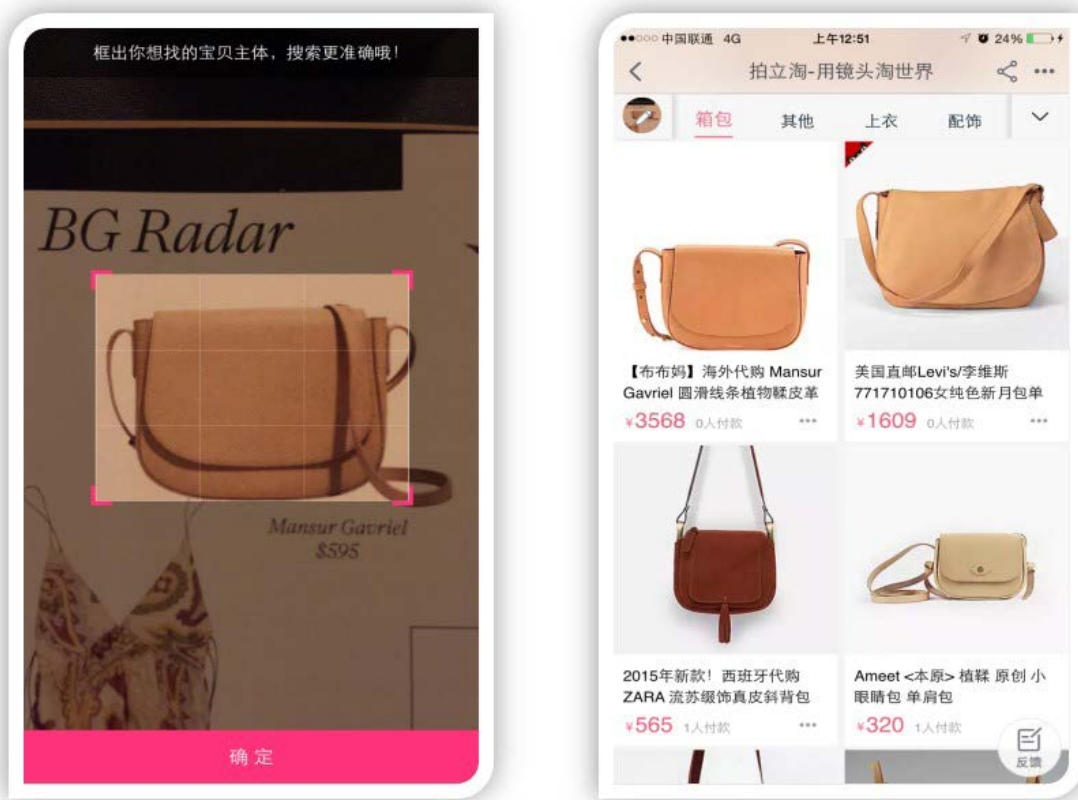 框出你想找的宝贝主体，搜索更准确哦！
BG Radar
Mansur Gavriel
$595
确定
中国联通 4G 上午12:51 24%
拍立淘-用镜头淘世界
箱包 其他 上衣 配饰
【布布妈】海外代购 Mansur
Gavriel 圆滑线条植物鞣皮革
¥3568 0人付款
美国直邮Levi's/李维斯
771710106女纯色新月包单
¥1609 0人付款
2015年新款！西班牙代购
ZARA 流苏缀饰真皮斜背包
¥565 1人付款
Ameet <本原> 植鞣 原创 小
眼睛包 单肩包
¥320 1人付款
反馈